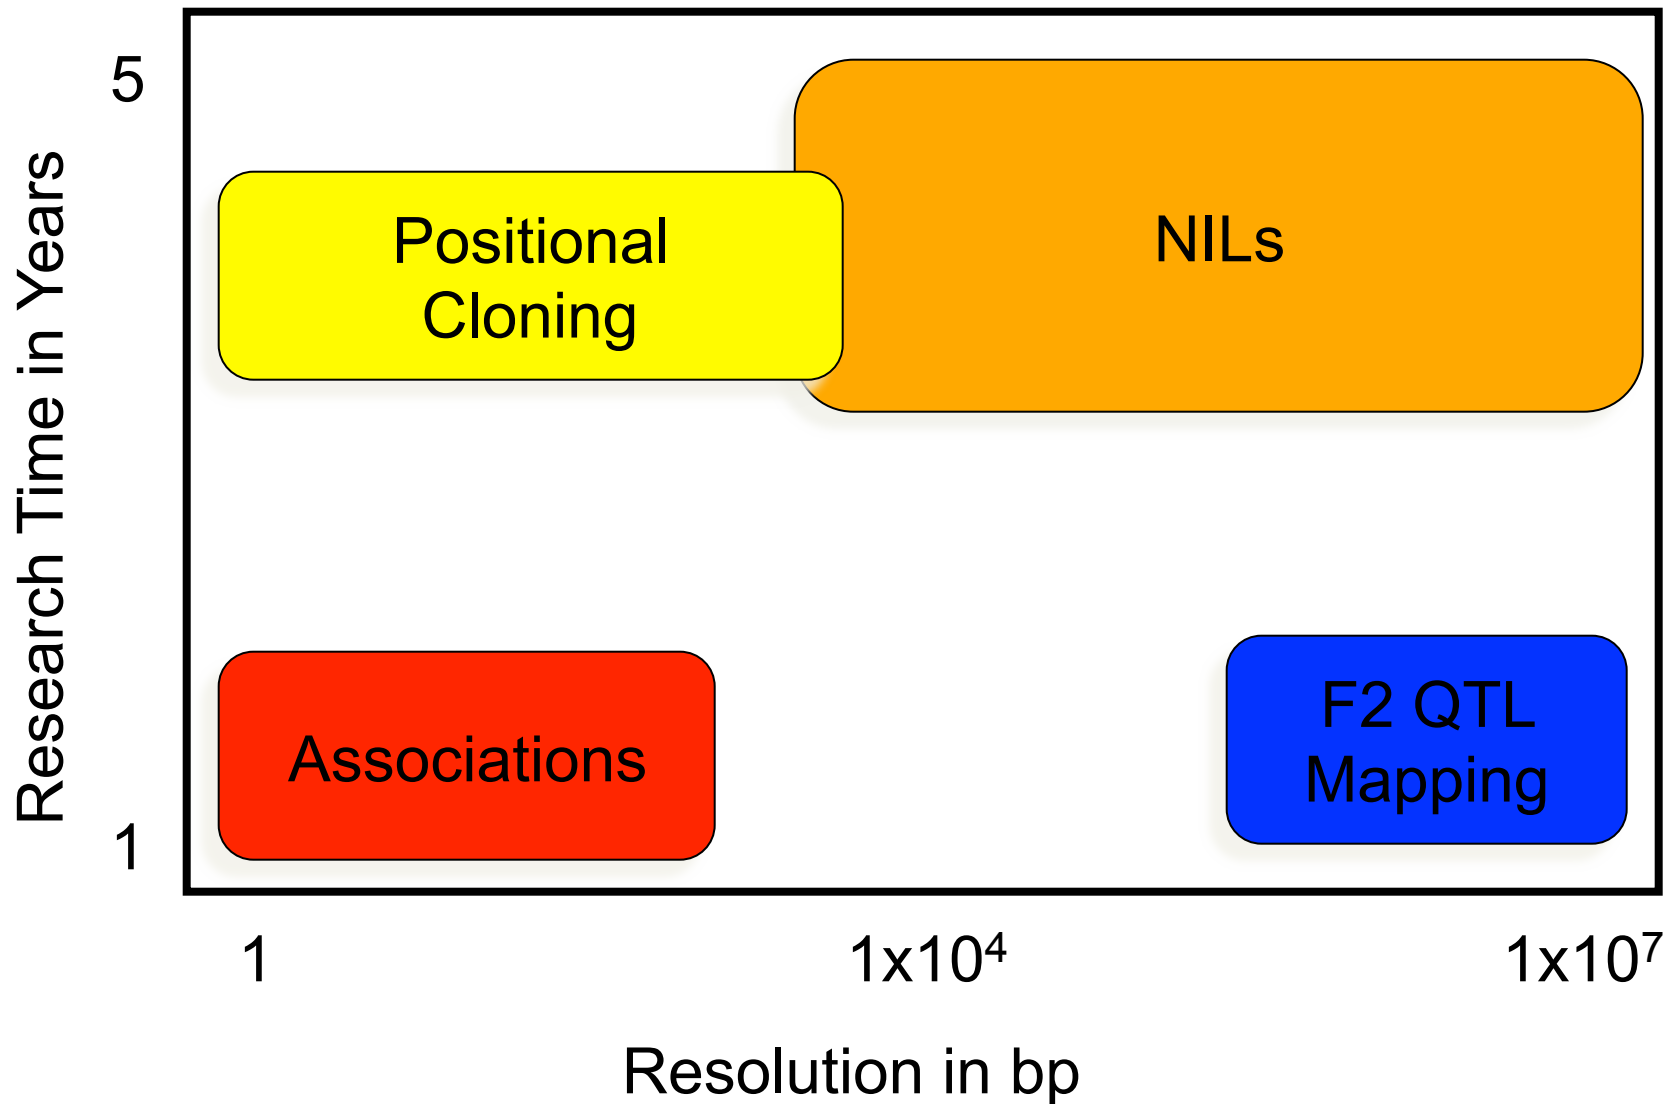 Research Time in Years
5
1
Positional
Cloning
NILs
Associations
F2 QTL
Mapping
1
1x10⁴
1x10⁷
Resolution in bp